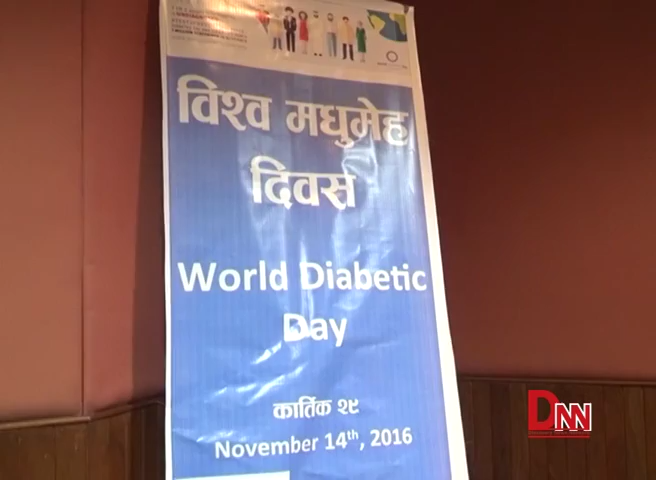 विश्व मधुमेह
दिवस
World Diabetic
Day
कार्तिक २९
November 14th, 2016
DNN